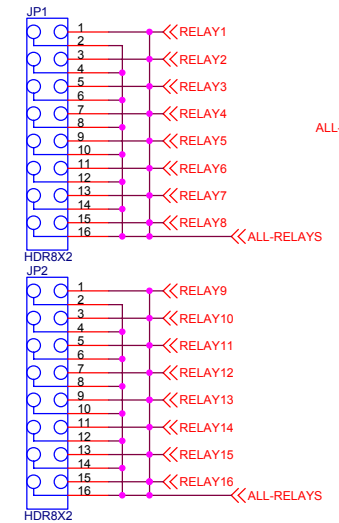 JP1
1 RELAY1
2
3 RELAY2
4
5 RELAY3
6
7 RELAY4
8
9 RELAY5
10
11 RELAY6
12
13 RELAY7
14
15 RELAY8
16 ALL-RELAYS
HDR8X2
ALL-
JP2
1 RELAY9
2
3 RELAY10
4
5 RELAY11
6
7 RELAY12
8
9 RELAY13
10
11 RELAY14
12
13 RELAY15
14
15 RELAY16
16 ALL-RELAYS
HDR8X2